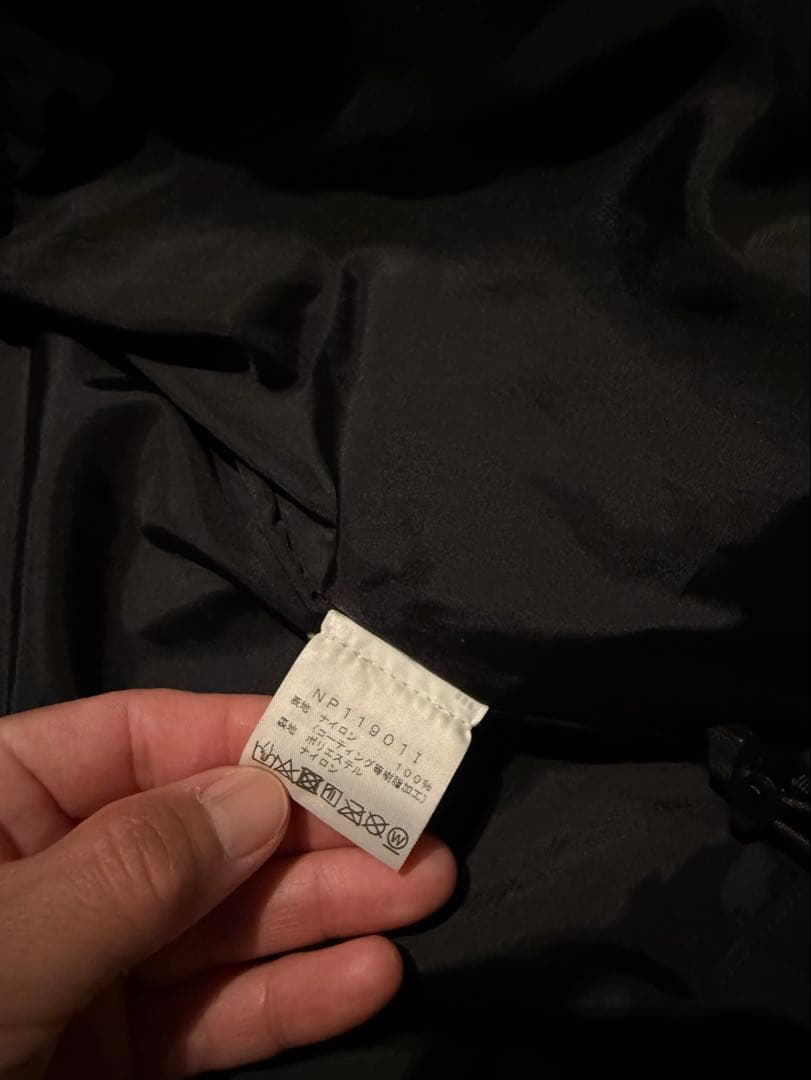 NP11901I
表地 ナイロン 100%
(コーティング等樹脂加工)
裏地 ポリエステル
ナイロン
W